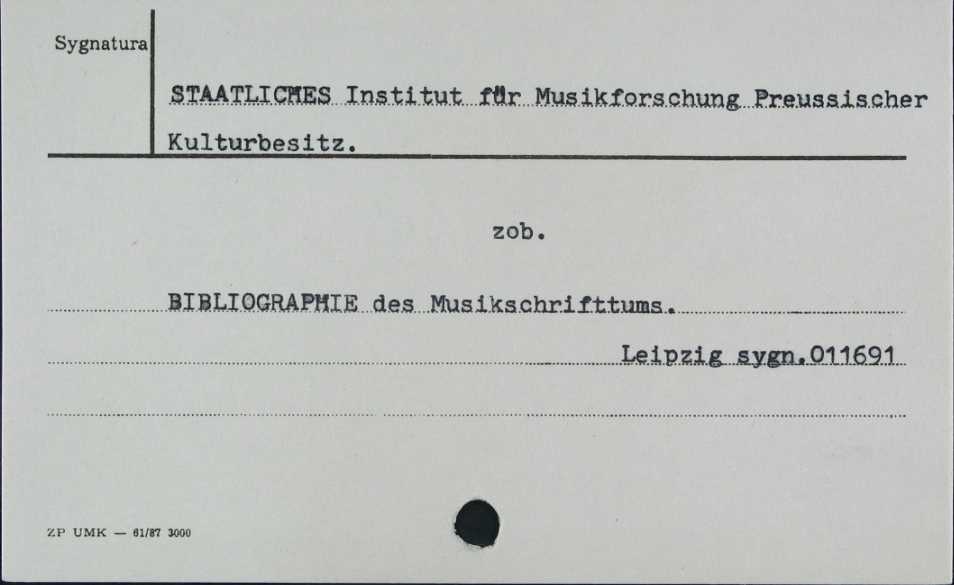 Sygnatura
STAATLICHES Institut für Musikforschung Preussischer
Kulturbesitz.
zob.
BIBLIOGRAPHIE des Musikschrifttums.
Leipzig sygn.011691
ZP UMK — 61/87 3000